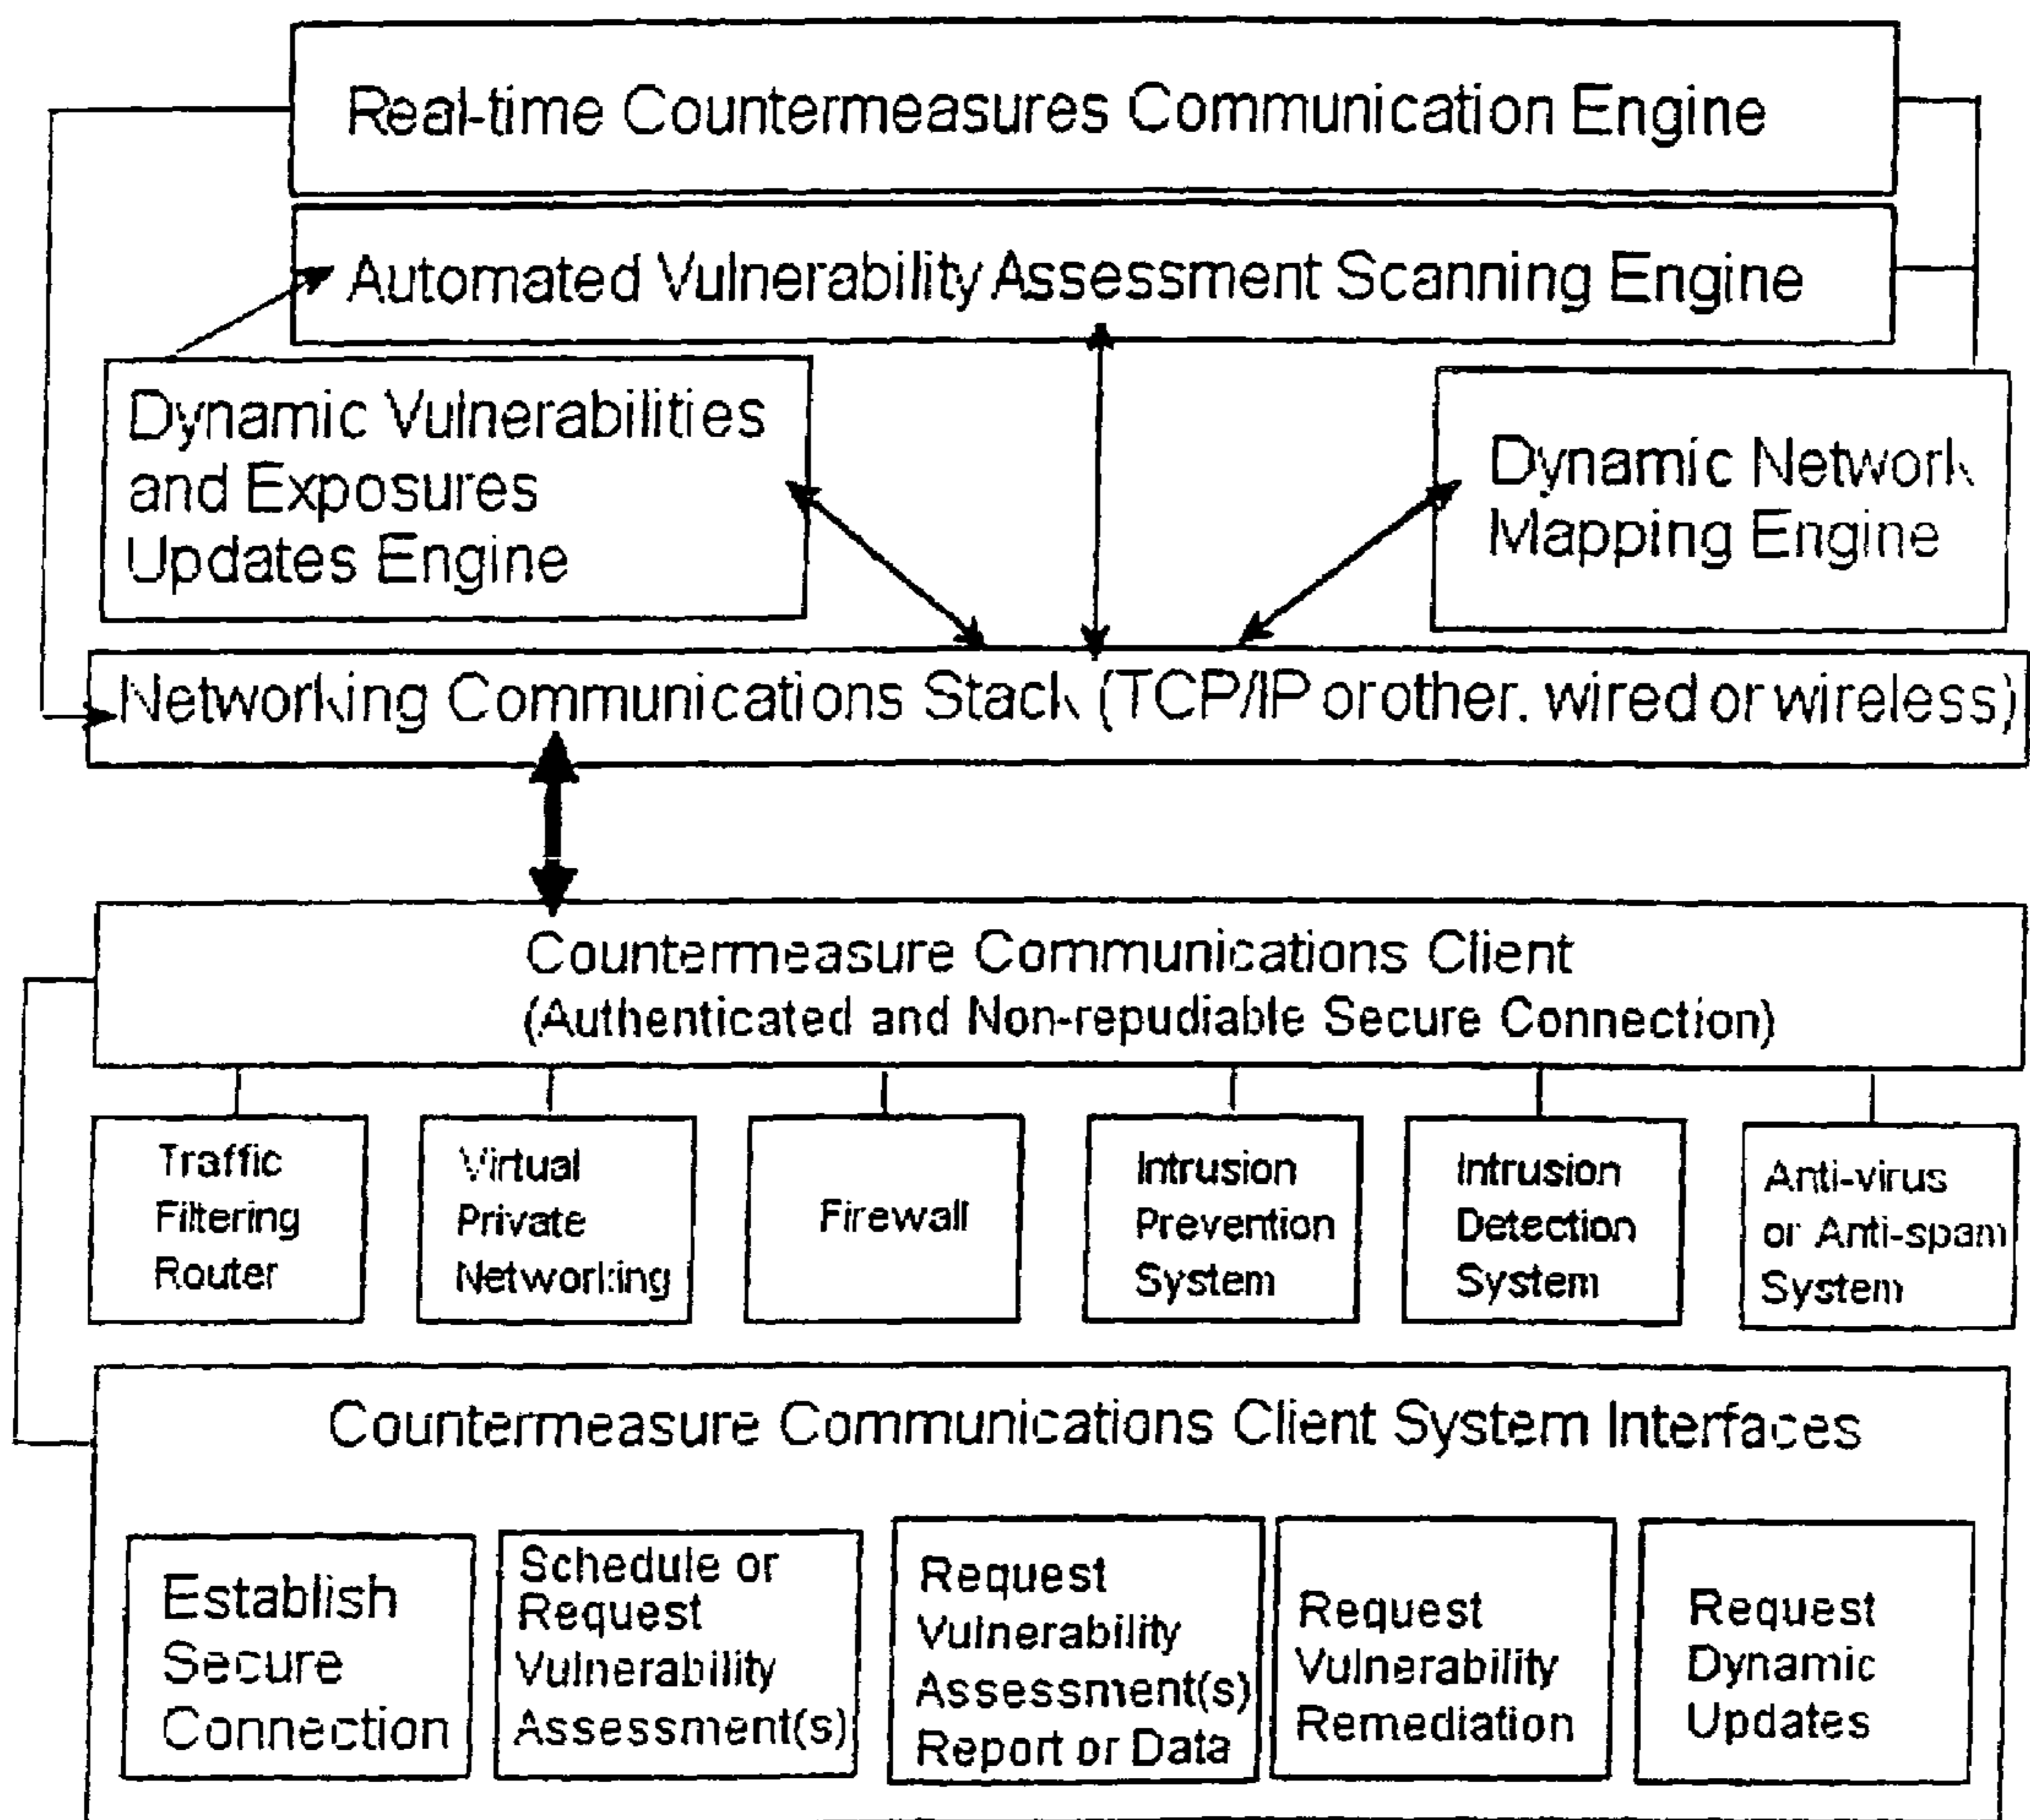 Real-time Countermeasures Communication Engine
Automated Vulnerability Assessment Scanning Engine
Dynamic Vulnerabilities
and Exposures
Updates Engine
Dynamic Network
Mapping Engine
Networking Communications Stack (TCP/IP or other. wired or wireless)
Countermeasure Communications Client
(Authenticated and Non-repudiable Secure Connection)
Traffic
Filtering
Router
Virtual
Private
Networking
Firewall
Intrusion
Prevention
System
Intrusion
Detection
System
Anti-virus
or Anti-spam
System
Countermeasure Communications Client System Interfaces
Establish
Secure
Connection
Schedule or
Request
Vulnerability
Assessment(s)
Request
Vulnerability
Assessment(s)
Report or Data
Request
Vulnerability
Remediation
Request
Dynamic
Updates